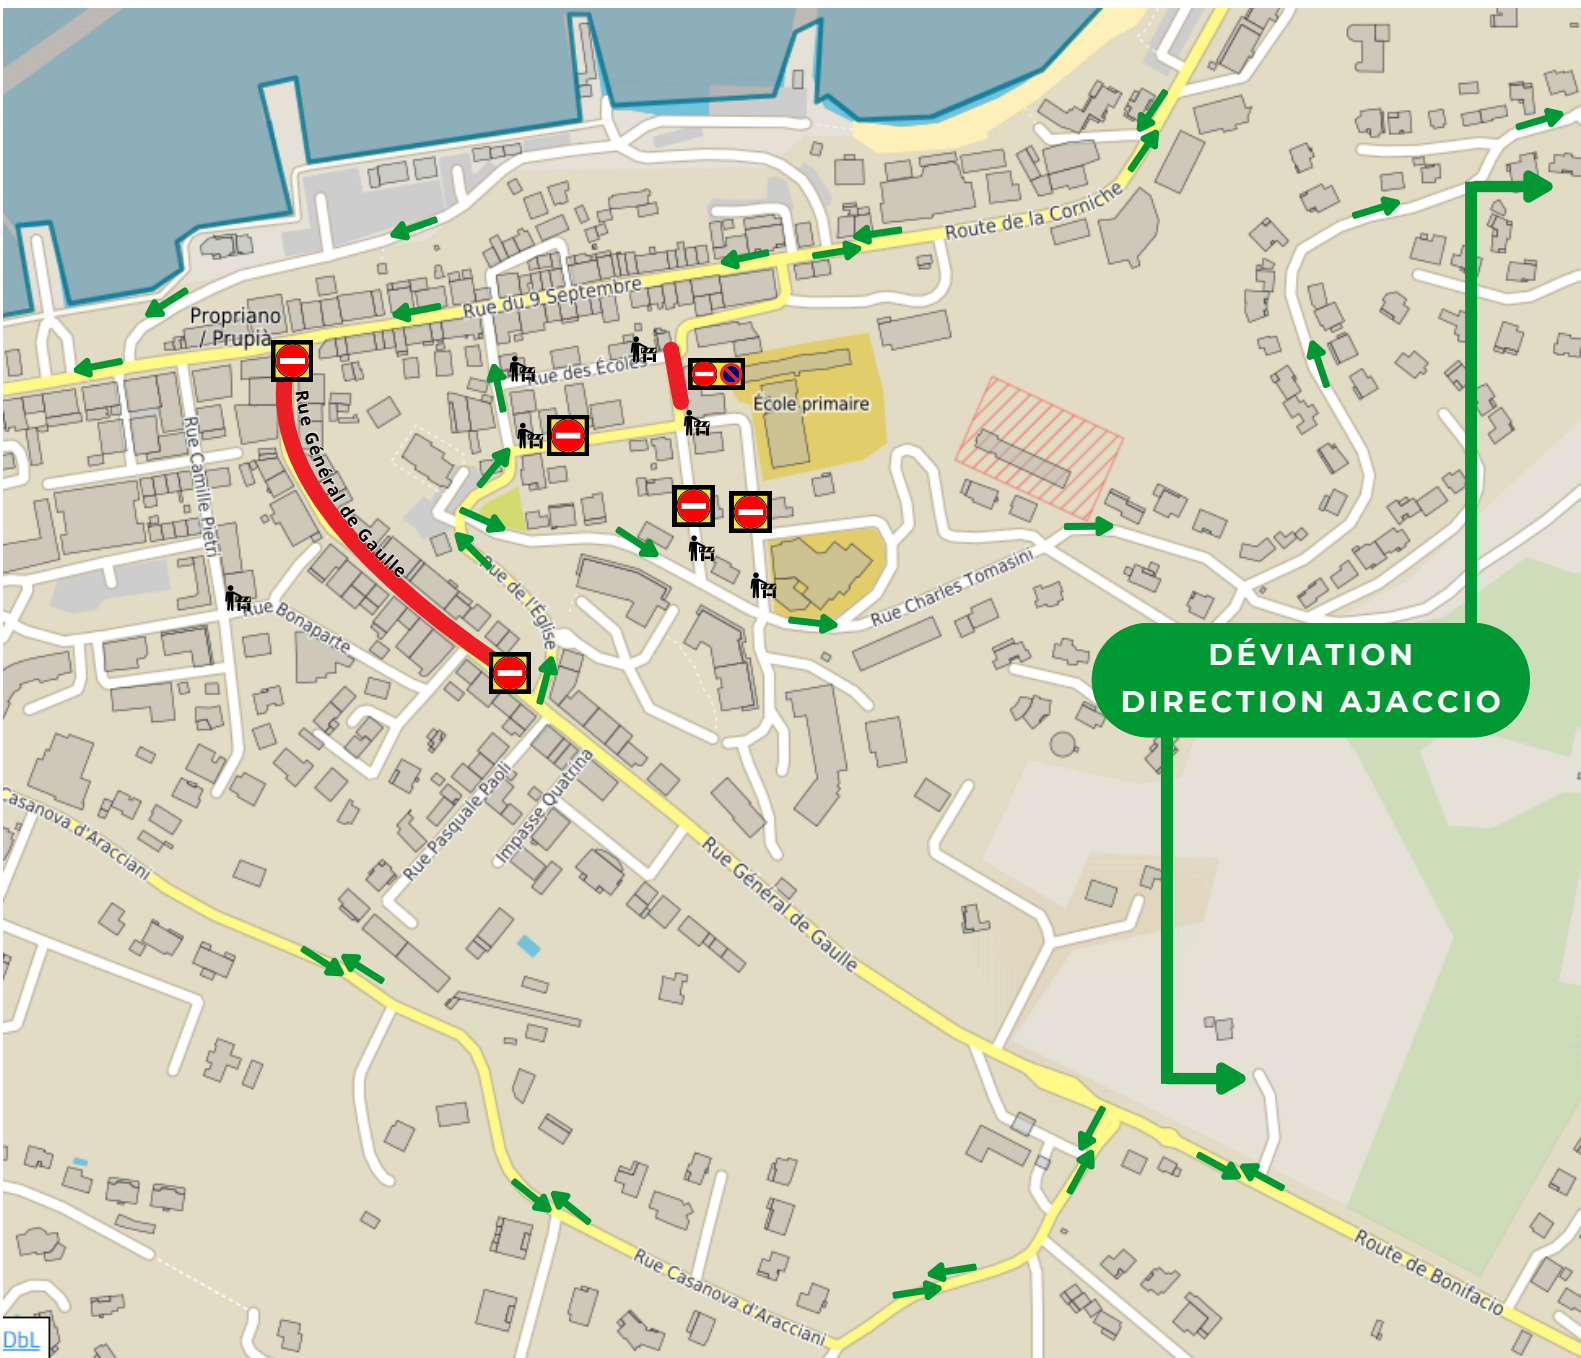 Route de la Corniche
Rue du 9 Septembre
Propriano
/ Prupià
Rue des Écoles
École primaire
Rue Général de Gaulle
Rue Camille Pietri
Rue de l'Église
Rue Charles Tomasini
Rue Bonaparte
DÉVIATION
DIRECTION AJACCIO
Rue Pasquale Paoli
Impasse Quatrina
Casanova d'Aracciani
Rue Général de Gaulle
Rue Casanova d'Aracciani
Route de Bonifacio
DbL